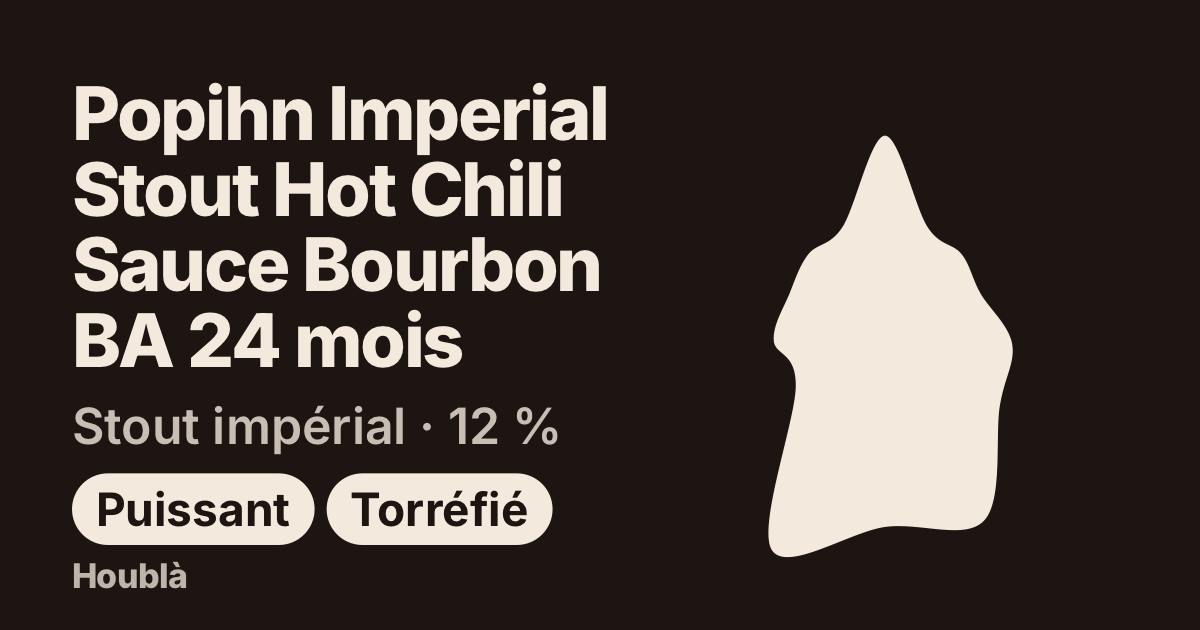 Popihn Imperial
Stout Hot Chili
Sauce Bourbon
BA 24 mois
Stout impérial · 12 %
Puissant Torréfié
Houblà